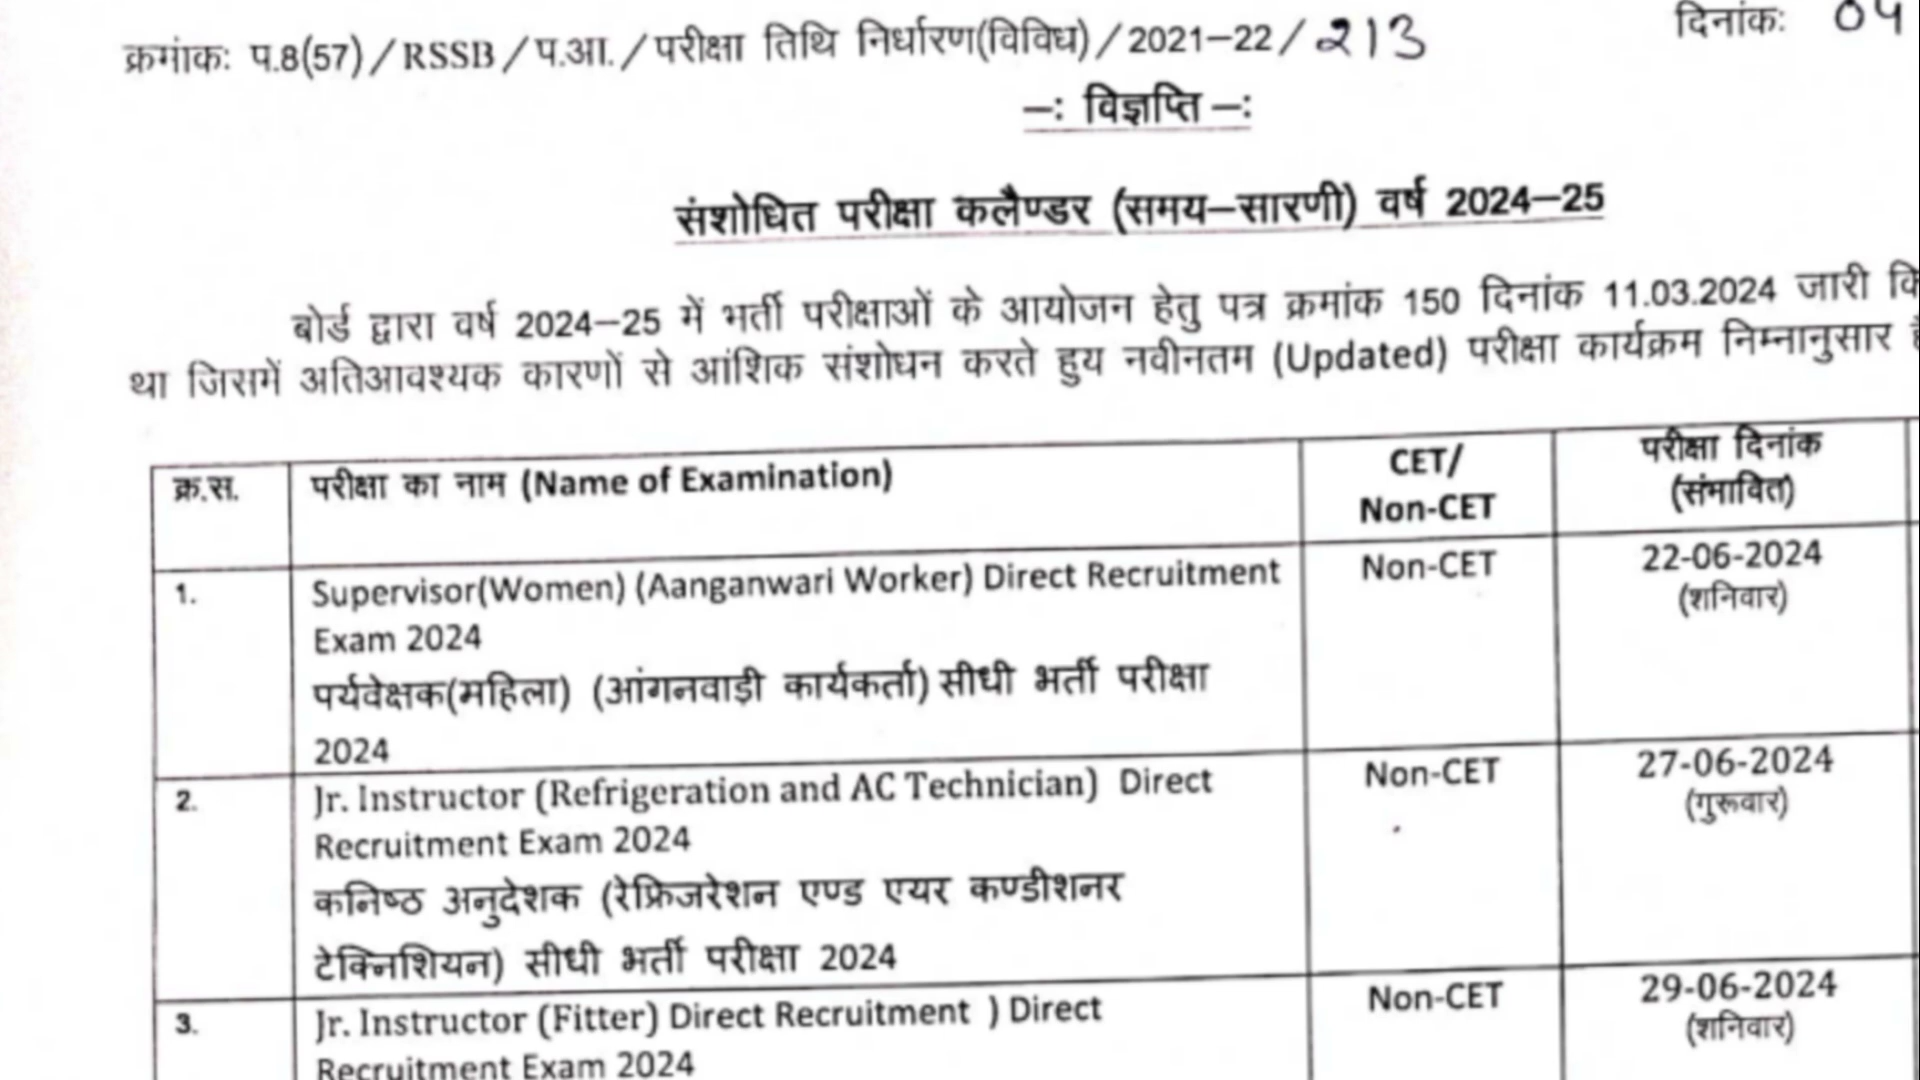 क्रमांक: प.8(57)/RSSB/प.आ./परीक्षा तिथि निर्धारण(विविध)/2021–22/213
दिनांक: 04
–: विज्ञप्ति –:
संशोधित परीक्षा कलैण्डर (समय–सारणी) वर्ष 2024–25
बोर्ड द्वारा वर्ष 2024–25 में भर्ती परीक्षाओं के आयोजन हेतु पत्र क्रमांक 150 दिनांक 11.03.2024 जारी
था जिसमें अतिआवश्यक कारणों से आंशिक संशोधन करते हुय नवीनतम (Updated) परीक्षा कार्यक्रम निम्नानुसार
क्र.स. परीक्षा का नाम (Name of Examination) CET/ Non-CET परीक्षा दिनांक (संभावित)
1. Supervisor(Women) (Aanganwari Worker) Direct Recruitment Non-CET 22-06-2024
Exam 2024 (शनिवार)
पर्यवेक्षक(महिला) (आंगनवाड़ी कार्यकर्ता) सीधी भर्ती परीक्षा
2024
2. Jr. Instructor (Refrigeration and AC Technician) Direct Non-CET 27-06-2024
Recruitment Exam 2024 (गुरूवार)
कनिष्ठ अनुदेशक (रेफ्रिजरेशन एण्ड एयर कण्डीशनर
टेक्निशियन) सीधी भर्ती परीक्षा 2024
3. Jr. Instructor (Fitter) Direct Recruitment ) Direct Non-CET 29-06-2024
Recruitment Exam 2024 (शनिवार)